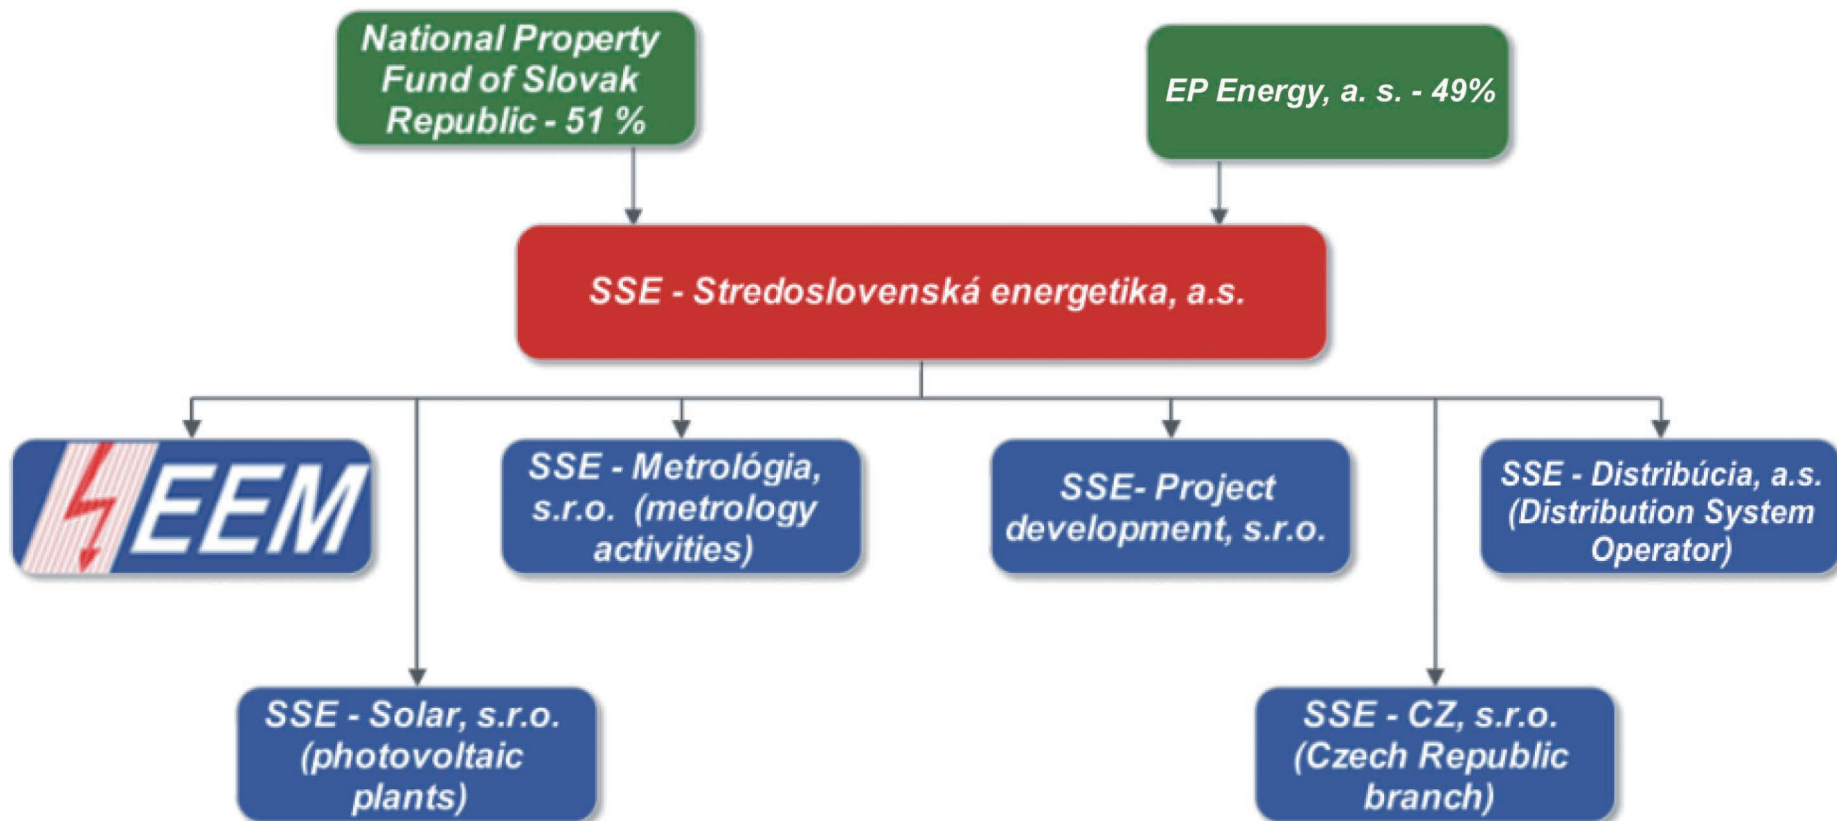 National Property
Fund of Slovak
Republic - 51 %
EP Energy, a. s. - 49%
SSE - Stredoslovenská energetika, a.s.
EEM
SSE - Metrológia,
s.r.o. (metrology
activities)
SSE- Project
development, s.r.o.
SSE - Distribúcia, a.s.
(Distribution System
Operator)
SSE - Solar, s.r.o.
(photovoltaic
plants)
SSE - CZ, s.r.o.
(Czech Republic
branch)